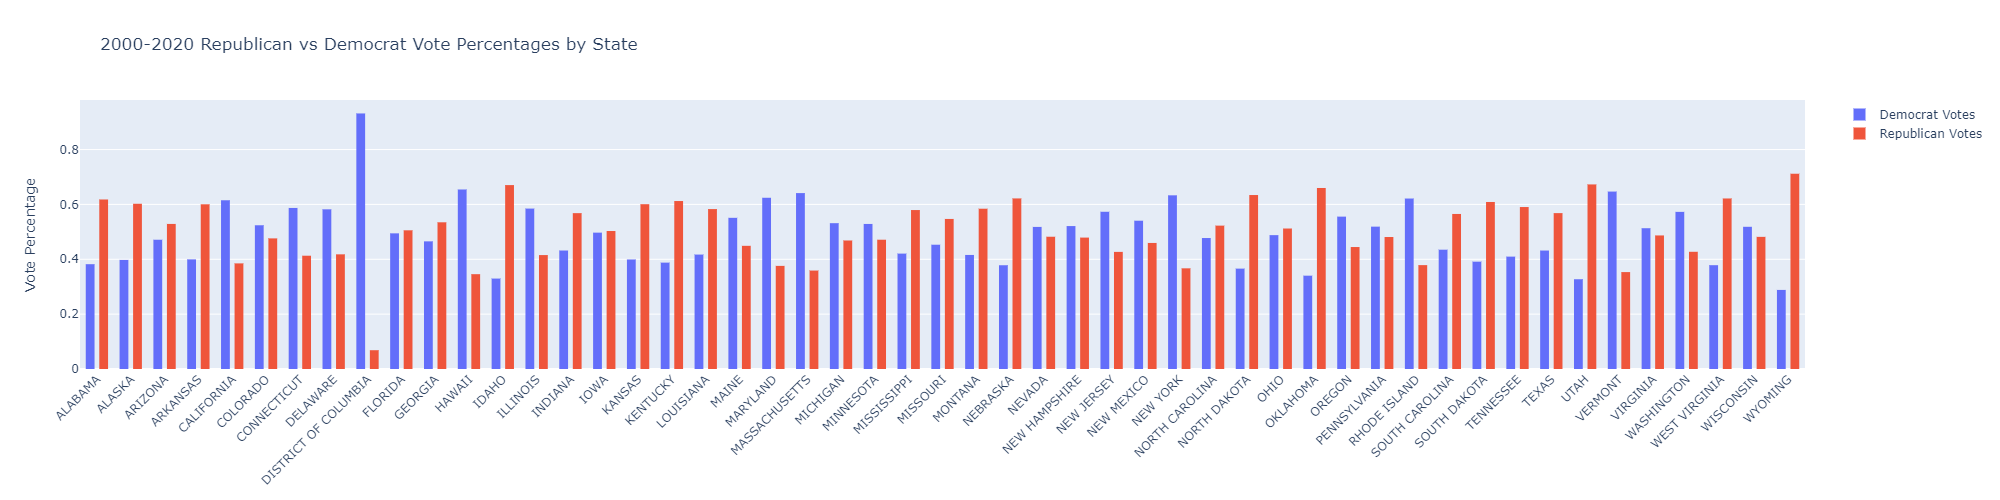 2000-2020 Republican vs Democrat Vote Percentages by State
Democrat Votes
Republican Votes
Vote Percentage
0.8
0.6
0.4
0.2
0
ALABAMA
ALASKA
ARIZONA
ARKANSAS
CALIFORNIA
COLORADO
CONNECTICUT
DELAWARE
DISTRICT OF COLUMBIA
FLORIDA
GEORGIA
HAWAII
IDAHO
ILLINOIS
INDIANA
IOWA
KANSAS
KENTUCKY
LOUISIANA
MAINE
MARYLAND
MASSACHUSETTS
MICHIGAN
MINNESOTA
MISSISSIPPI
MISSOURI
MONTANA
NEBRASKA
NEVADA
NEW HAMPSHIRE
NEW JERSEY
NEW MEXICO
NEW YORK
NORTH CAROLINA
NORTH DAKOTA
OHIO
OKLAHOMA
OREGON
PENNSYLVANIA
RHODE ISLAND
SOUTH CAROLINA
SOUTH DAKOTA
TENNESSEE
TEXAS
UTAH
VERMONT
VIRGINIA
WASHINGTON
WEST VIRGINIA
WISCONSIN
WYOMING